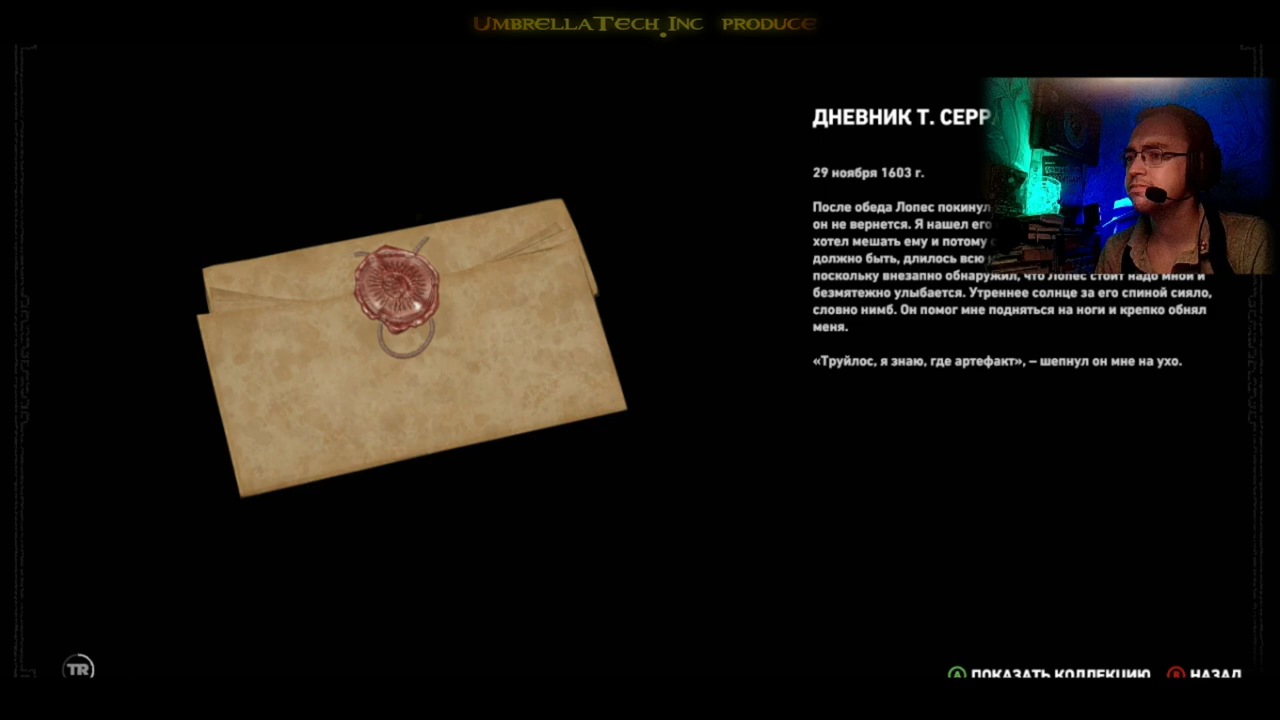 UmbrellaTech Inc produce
ДНЕВНИК Т. СЕРР
29 ноября 1603 г.
После обеда Лопес покинул
он не вернется. Я нашел его
хотел мешать ему и потому
должно быть, длилось всю
поскольку внезапно обнаружил, что Лопес стоит надо мной и
безмятежно улыбается. Утреннее солнце за его спиной сияло,
словно нимб. Он помог мне подняться на ноги и крепко обнял
меня.
«Труйлос, я знаю, где артефакт», – шепнул он мне на ухо.
TR
A ПОКАЗАТЬ КОЛЛЕКЦИЮ B НАЗАД